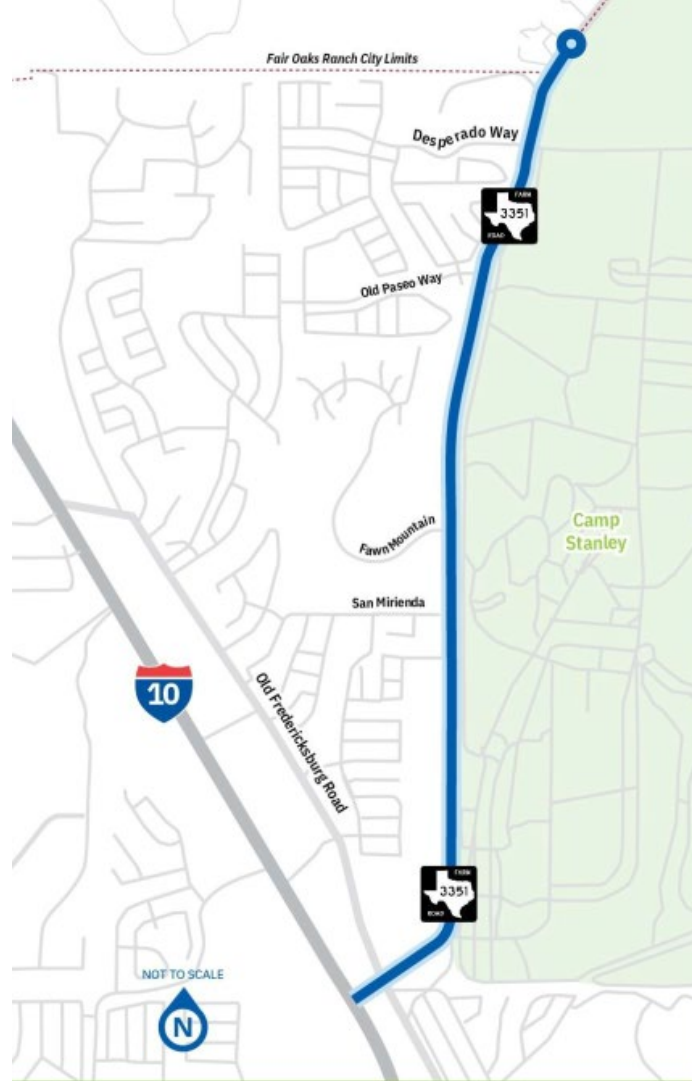 Fair Oaks Ranch City Limits
Desperado Way
FARM
3351
ROAD
Old Paseo Way
Camp
Stanley
Fawn Mountain
San Mirienda
10
Old Fredericksburg Road
FARM
3351
ROAD
NOT TO SCALE
N